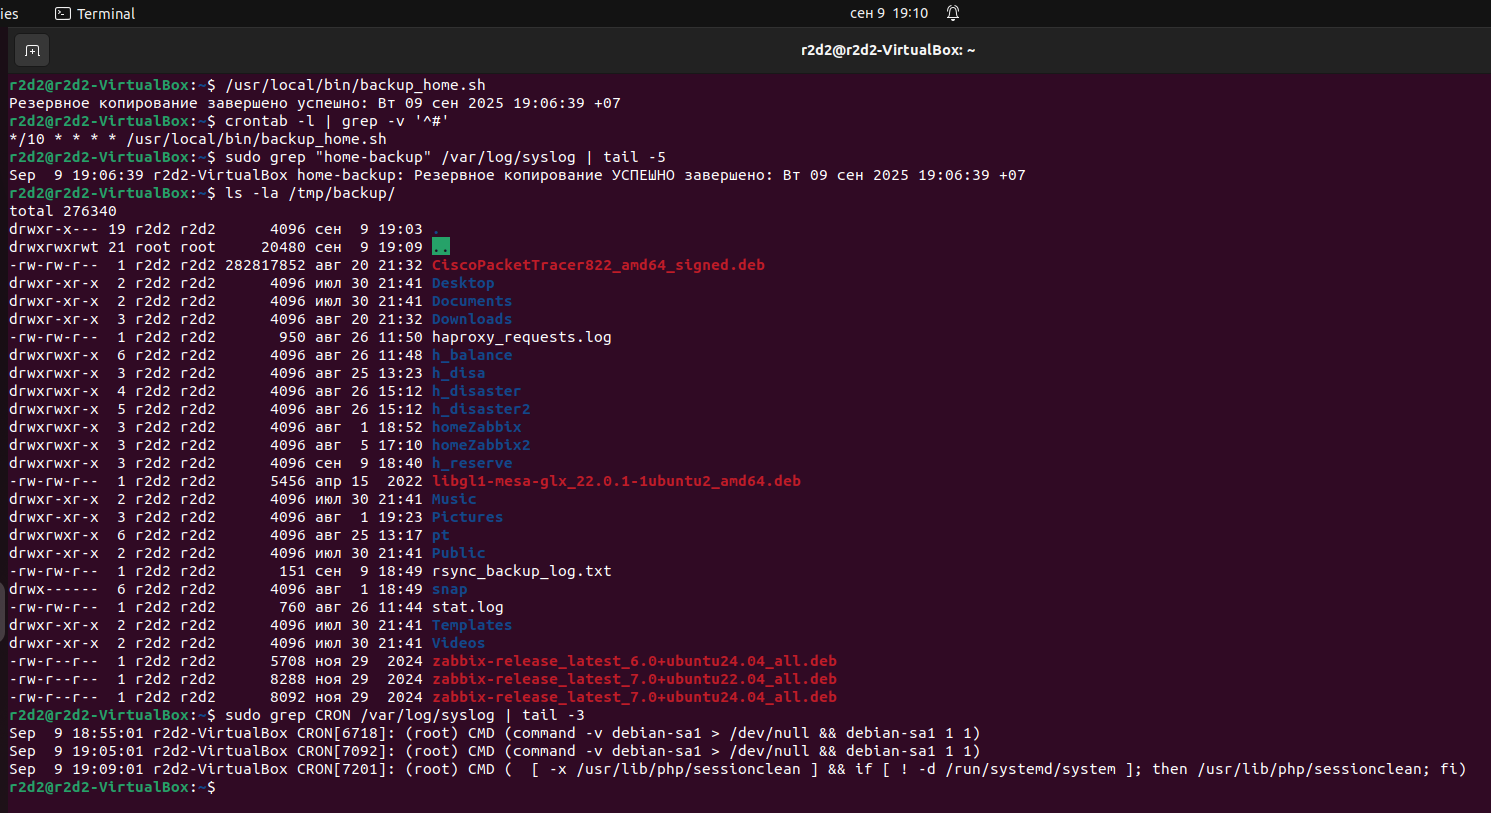 ies Terminal сен 9 19:10
r2d2@r2d2-VirtualBox: ~
r2d2@r2d2-VirtualBox:~$ /usr/local/bin/backup_home.sh
Резервное копирование завершено успешно: Вт 09 сен 2025 19:06:39 +07
r2d2@r2d2-VirtualBox:~$ crontab -l | grep -v '^#'
*/10 * * * * /usr/local/bin/backup_home.sh
r2d2@r2d2-VirtualBox:~$ sudo grep "home-backup" /var/log/syslog | tail -5
Sep  9 19:06:39 r2d2-VirtualBox home-backup: Резервное копирование УСПЕШНО завершено: Вт 09 сен 2025 19:06:39 +07
r2d2@r2d2-VirtualBox:~$ ls -la /tmp/backup/
total 276340
drwxr-x--- 19 r2d2 r2d2      4096 сен  9 19:03 .
drwxrwxrwt 21 root root     20480 сен  9 19:09 ..
-rw-rw-r--  1 r2d2 r2d2 282817852 авг 20 21:32 CiscoPacketTracer822_amd64_signed.deb
drwxr-xr-x  2 r2d2 r2d2      4096 июл 30 21:41 Desktop
drwxr-xr-x  2 r2d2 r2d2      4096 июл 30 21:41 Documents
drwxr-xr-x  3 r2d2 r2d2      4096 авг 20 21:32 Downloads
-rw-rw-r--  1 r2d2 r2d2       950 авг 26 11:50 haproxy_requests.log
drwxrwxr-x  6 r2d2 r2d2      4096 авг 26 11:48 h_balance
drwxrwxr-x  3 r2d2 r2d2      4096 авг 25 13:23 h_disa
drwxrwxr-x  4 r2d2 r2d2      4096 авг 26 15:12 h_disaster
drwxrwxr-x  5 r2d2 r2d2      4096 авг 26 15:12 h_disaster2
drwxrwxr-x  3 r2d2 r2d2      4096 авг  1 18:52 homeZabbix
drwxrwxr-x  3 r2d2 r2d2      4096 авг  5 17:10 homeZabbix2
drwxrwxr-x  3 r2d2 r2d2      4096 сен  9 18:40 h_reserve
-rw-rw-r--  1 r2d2 r2d2      5456 апр 15  2022 libgl1-mesa-glx_22.0.1-1ubuntu2_amd64.deb
drwxr-xr-x  2 r2d2 r2d2      4096 июл 30 21:41 Music
drwxr-xr-x  3 r2d2 r2d2      4096 авг  1 19:23 Pictures
drwxrwxr-x  6 r2d2 r2d2      4096 авг 25 13:17 pt
drwxr-xr-x  2 r2d2 r2d2      4096 июл 30 21:41 Public
-rw-rw-r--  1 r2d2 r2d2       151 сен  9 18:49 rsync_backup_log.txt
drwx------  6 r2d2 r2d2      4096 авг  1 18:49 snap
-rw-rw-r--  1 r2d2 r2d2       760 авг 26 11:44 stat.log
drwxr-xr-x  2 r2d2 r2d2      4096 июл 30 21:41 Templates
drwxr-xr-x  2 r2d2 r2d2      4096 июл 30 21:41 Videos
-rw-r--r--  1 r2d2 r2d2      5708 ноя 29  2024 zabbix-release_latest_6.0+ubuntu24.04_all.deb
-rw-r--r--  1 r2d2 r2d2      8288 ноя 29  2024 zabbix-release_latest_7.0+ubuntu22.04_all.deb
-rw-r--r--  1 r2d2 r2d2      8092 ноя 29  2024 zabbix-release_latest_7.0+ubuntu24.04_all.deb
r2d2@r2d2-VirtualBox:~$ sudo grep CRON /var/log/syslog | tail -3
Sep  9 18:55:01 r2d2-VirtualBox CRON[6718]: (root) CMD (command -v debian-sa1 > /dev/null && debian-sa1 1 1)
Sep  9 19:05:01 r2d2-VirtualBox CRON[7092]: (root) CMD (command -v debian-sa1 > /dev/null && debian-sa1 1 1)
Sep  9 19:09:01 r2d2-VirtualBox CRON[7201]: (root) CMD (  [ -x /usr/lib/php/sessionclean ] && if [ ! -d /run/systemd/system ]; then /usr/lib/php/sessionclean; fi)
r2d2@r2d2-VirtualBox:~$